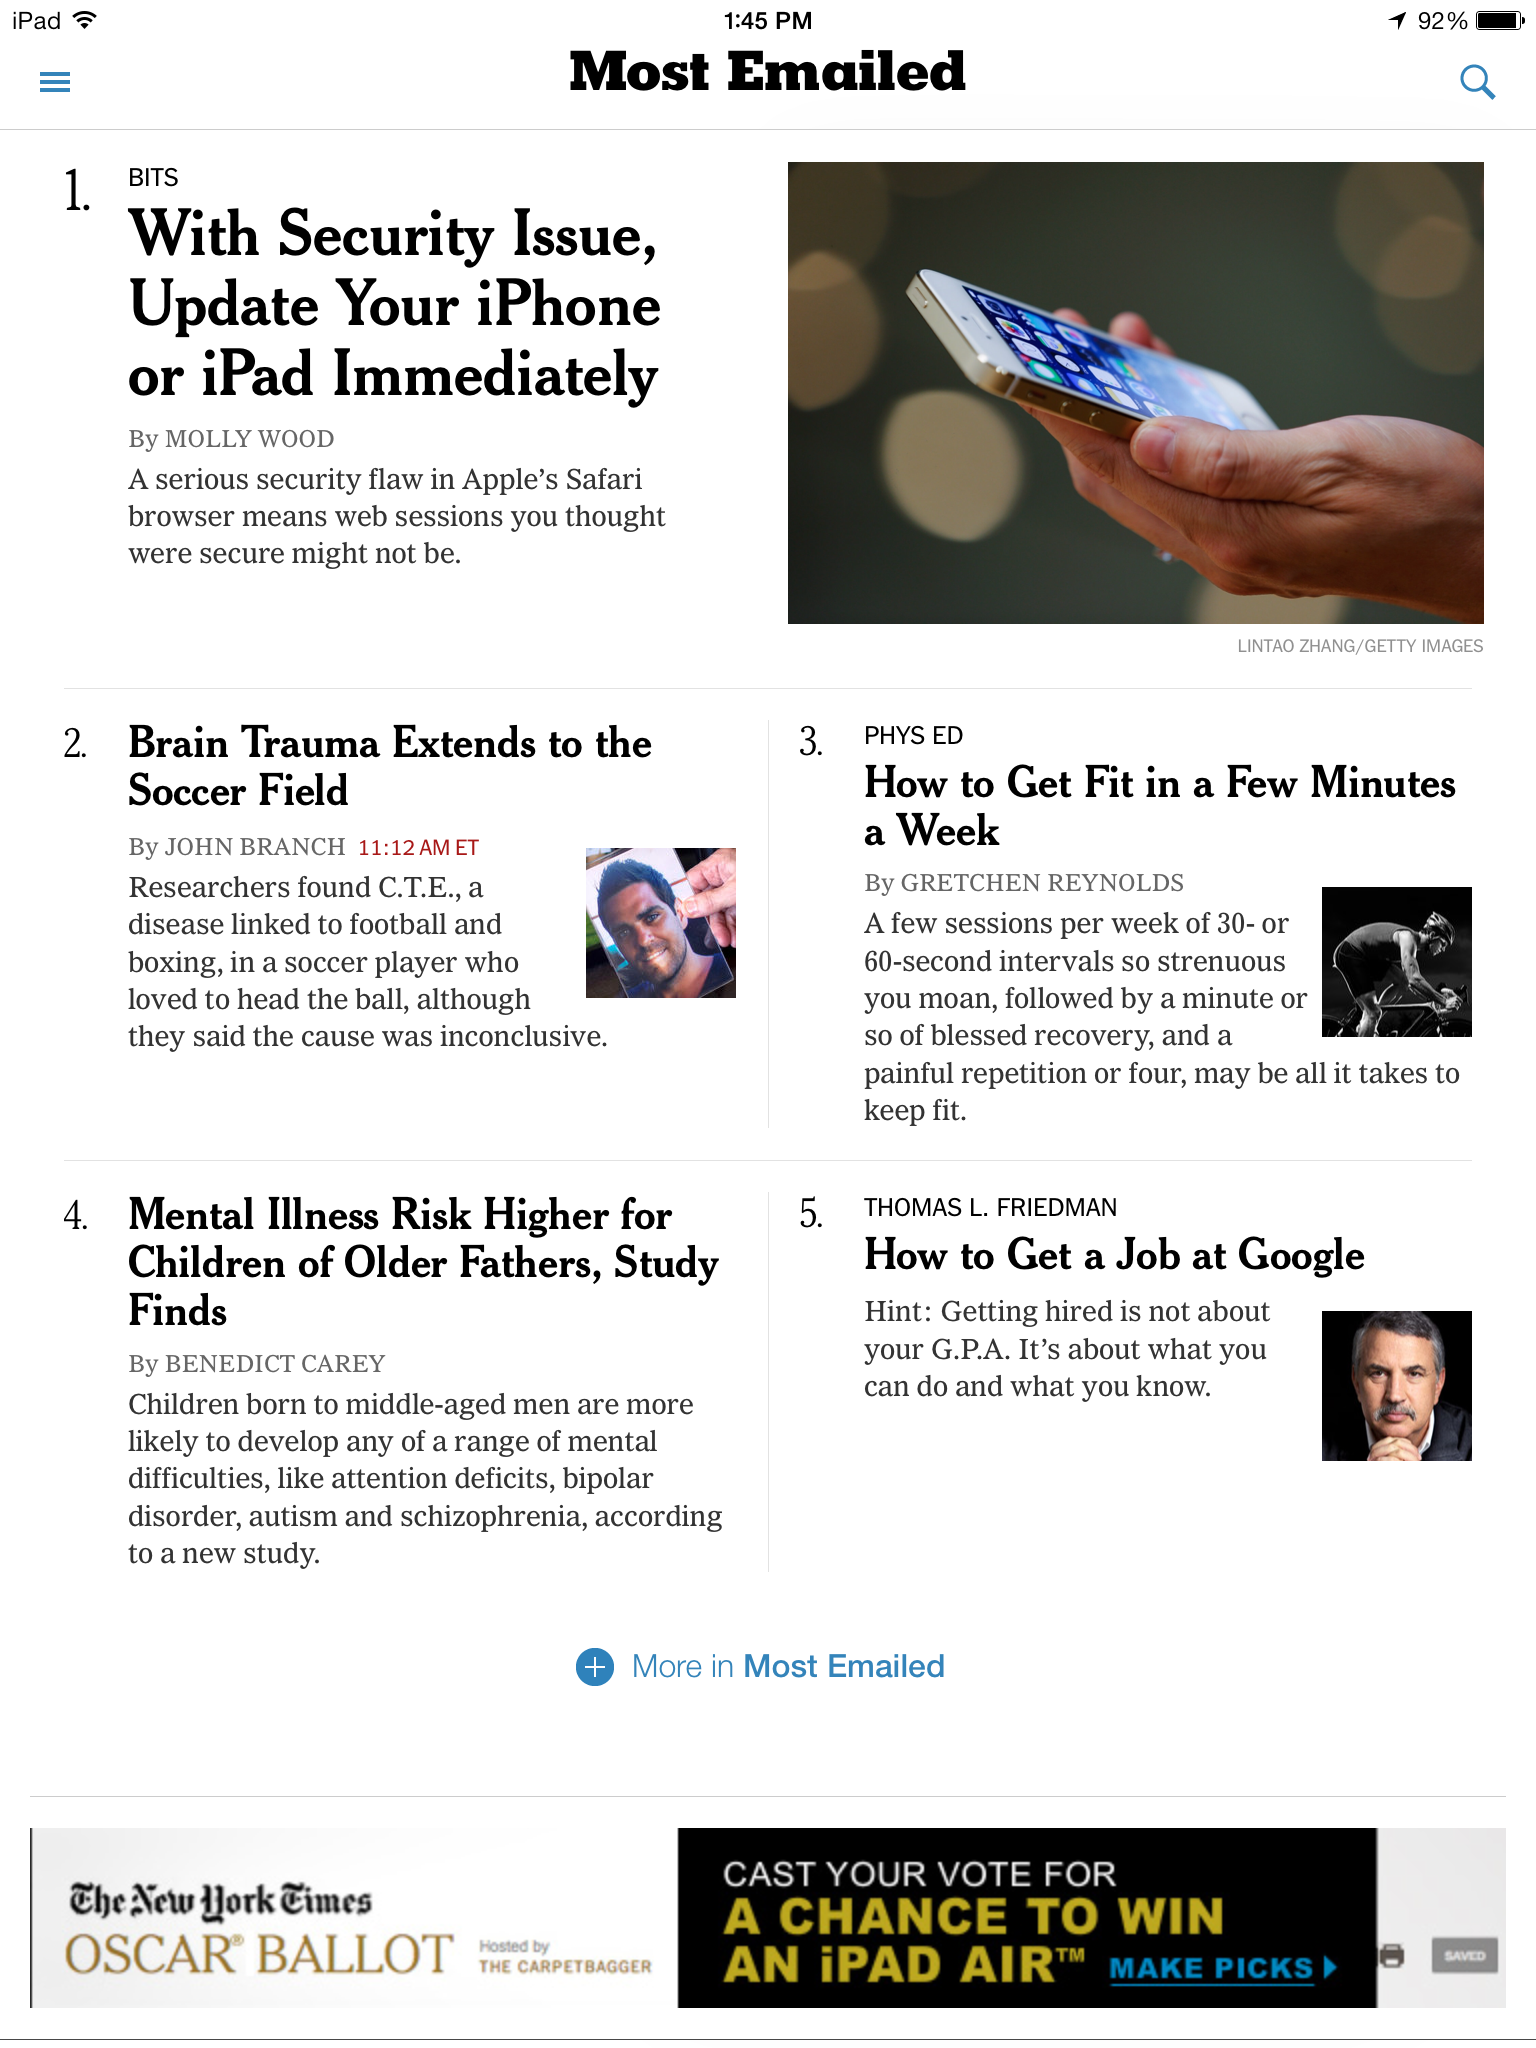 iPad 1:45 PM 92%
Most Emailed
1.
BITS
With Security Issue,
Update Your iPhone
or iPad Immediately
By MOLLY WOOD
A serious security flaw in Apple’s Safari
browser means web sessions you thought
were secure might not be.
LINTAO ZHANG/GETTY IMAGES
2.
Brain Trauma Extends to the
Soccer Field
By JOHN BRANCH 11:12 AM ET
Researchers found C.T.E., a
disease linked to football and
boxing, in a soccer player who
loved to head the ball, although
they said the cause was inconclusive.
3.
PHYS ED
How to Get Fit in a Few Minutes
a Week
By GRETCHEN REYNOLDS
A few sessions per week of 30- or
60-second intervals so strenuous
you moan, followed by a minute or
so of blessed recovery, and a
painful repetition or four, may be all it takes to
keep fit.
4.
Mental Illness Risk Higher for
Children of Older Fathers, Study
Finds
By BENEDICT CAREY
Children born to middle-aged men are more
likely to develop any of a range of mental
difficulties, like attention deficits, bipolar
disorder, autism and schizophrenia, according
to a new study.
5.
THOMAS L. FRIEDMAN
How to Get a Job at Google
Hint: Getting hired is not about
your G.P.A. It’s about what you
can do and what you know.
More in Most Emailed
The New York Times
OSCAR® BALLOT
Hosted by
THE CARPETBAGGER
CAST YOUR VOTE FOR
A CHANCE TO WIN
AN iPAD AIR™ MAKE PICKS
SAVED